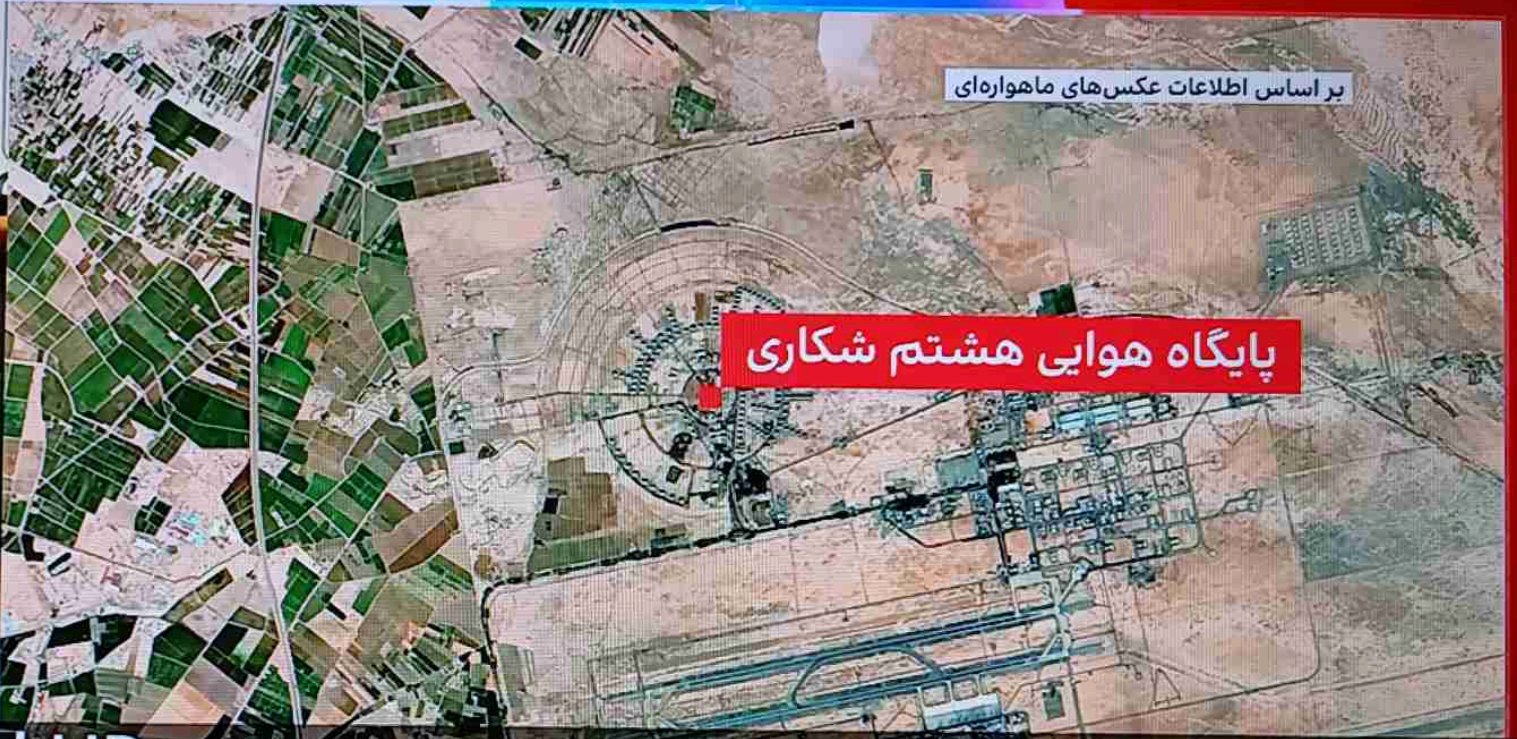 بر اساس اطلاعات عکس‌های ماهواره‌ای
پایگاه هوایی هشتم شکاری